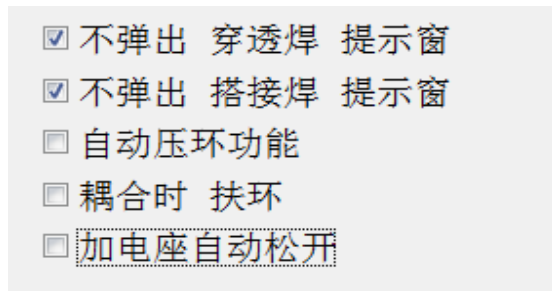 不弹出 穿透焊 提示窗
不弹出 搭接焊 提示窗
自动压环功能
耦合时 扶环
加电座自动松开